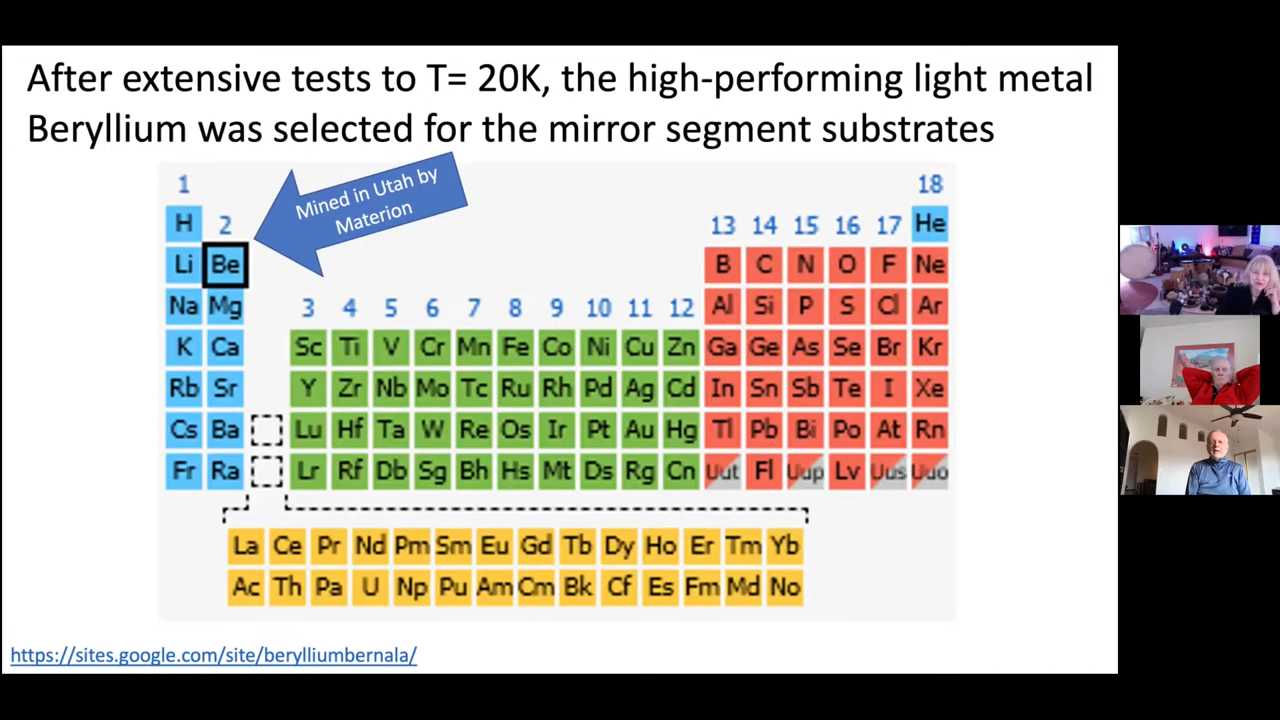 After extensive tests to T= 20K, the high-performing light metal
Beryllium was selected for the mirror segment substrates
Mined in Utah by
Materion
1 18
H 2 13 14 15 16 17 He
Li Be B C N O F Ne
Na Mg 3 4 5 6 7 8 9 10 11 12 Al Si P S Cl Ar
K Ca Sc Ti V Cr Mn Fe Co Ni Cu Zn Ga Ge As Se Br Kr
Rb Sr Y Zr Nb Mo Tc Ru Rh Pd Ag Cd In Sn Sb Te I Xe
Cs Ba Lu Hf Ta W Re Os Ir Pt Au Hg Tl Pb Bi Po At Rn
Fr Ra Lr Rf Db Sg Bh Hs Mt Ds Rg Cn Uut Fl Uup Lv Uus Uuo
La Ce Pr Nd Pm Sm Eu Gd Tb Dy Ho Er Tm Yb
Ac Th Pa U Np Pu Am Cm Bk Cf Es Fm Md No
https://sites.google.com/site/berylliumbernala/